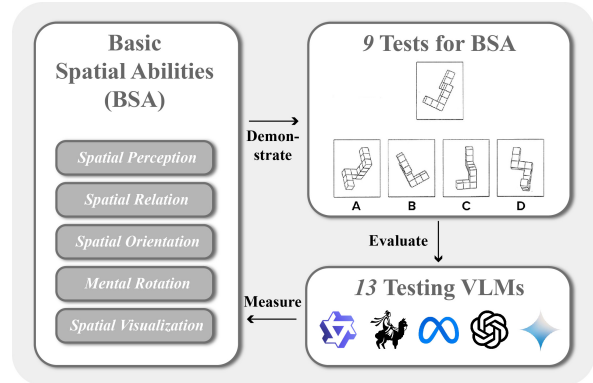 Basic
Spatial Abilities
(BSA)
Spatial Perception
Spatial Relation
Spatial Orientation
Mental Rotation
Spatial Visualization
Demon-
strate
9 Tests for BSA
A B C D
Evaluate
13 Testing VLMs
Measure